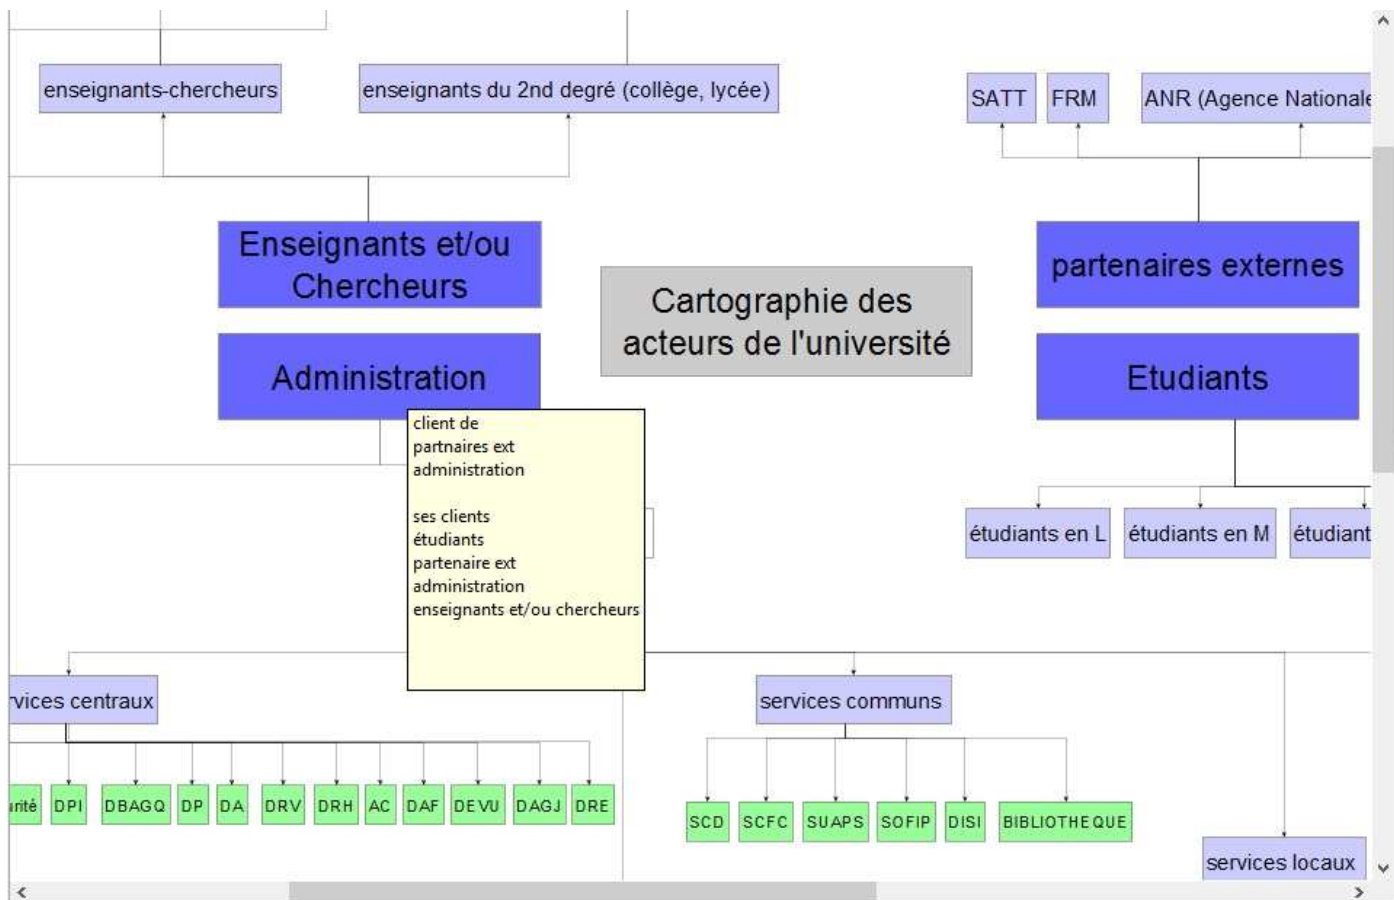 enseignants-chercheurs
enseignants du 2nd degré (collège, lycée)
SATT
FRM
ANR (Agence Nationale
Enseignants et/ou
Chercheurs
partenaires externes
Cartographie des
acteurs de l'université
Administration
Etudiants
client de
partnaires ext
administration
ses clients
étudiants
partenaire ext
administration
enseignants et/ou chercheurs
étudiants en L
étudiants en M
étudiant
rvices centraux
services communs
urité
DPI
DBAGQ
DP
DA
DRV
DRH
AC
DAF
DEVU
DAGJ
DRE
SCD
SCFC
SUAPS
SOFIP
DISI
BIBLIOTHEQUE
services locaux